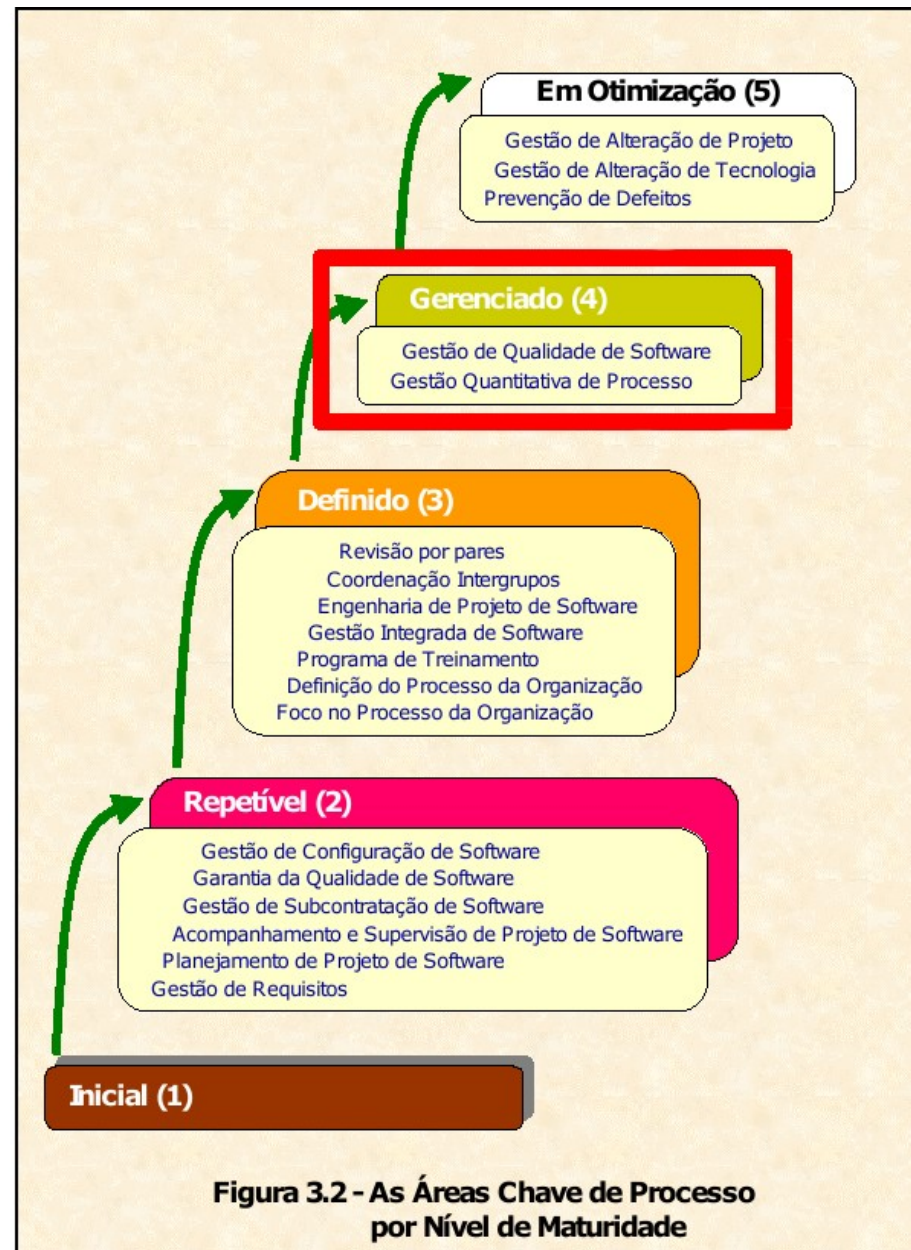 Em Otimização (5)
Gestão de Alteração de Projeto
Gestão de Alteração de Tecnologia
Prevenção de Defeitos
Gerenciado (4)
Gestão de Qualidade de Software
Gestão Quantitativa de Processo
Definido (3)
Revisão por pares
Coordenação Intergrupos
Engenharia de Projeto de Software
Gestão Integrada de Software
Programa de Treinamento
Definição do Processo da Organização
Foco no Processo da Organização
Repetível (2)
Gestão de Configuração de Software
Garantia da Qualidade de Software
Gestão de Subcontratação de Software
Acompanhamento e Supervisão de Projeto de Software
Planejamento de Projeto de Software
Gestão de Requisitos
Inicial (1)
Figura 3.2 - As Áreas Chave de Processo
por Nível de Maturidade